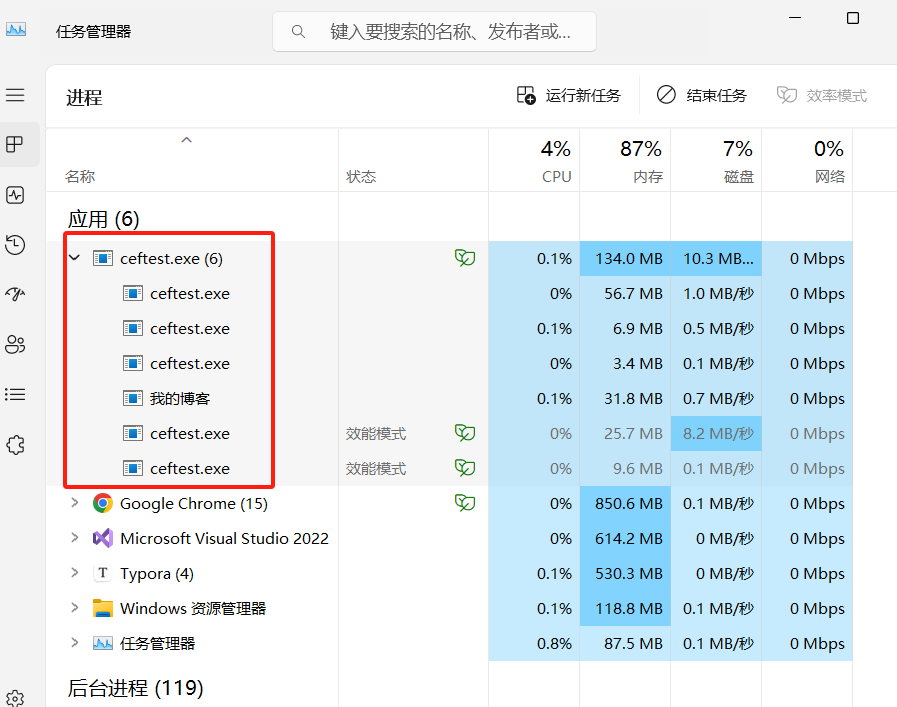 任务管理器
键入要搜索的名称、发布者或...
进程
运行新任务
结束任务
效率模式
4% 87% 7% 0%
名称 状态 CPU 内存 磁盘 网络
应用 (6)
ceftest.exe (6) 0.1% 134.0 MB 10.3 MB... 0 Mbps
ceftest.exe 0% 56.7 MB 1.0 MB/秒 0 Mbps
ceftest.exe 0.1% 6.9 MB 0.5 MB/秒 0 Mbps
ceftest.exe 0% 3.4 MB 0.1 MB/秒 0 Mbps
我的博客 0.1% 31.8 MB 0.7 MB/秒 0 Mbps
ceftest.exe 效能模式 0% 25.7 MB 8.2 MB/秒 0 Mbps
ceftest.exe 效能模式 0% 9.6 MB 0.1 MB/秒 0 Mbps
Google Chrome (15) 0% 850.6 MB 0.1 MB/秒 0 Mbps
Microsoft Visual Studio 2022 0% 614.2 MB 0 MB/秒 0 Mbps
T Typora (4) 0.1% 530.3 MB 0 MB/秒 0 Mbps
Windows 资源管理器 0.1% 118.8 MB 0.1 MB/秒 0 Mbps
任务管理器 0.8% 87.5 MB 0.1 MB/秒 0 Mbps
后台进程 (119)